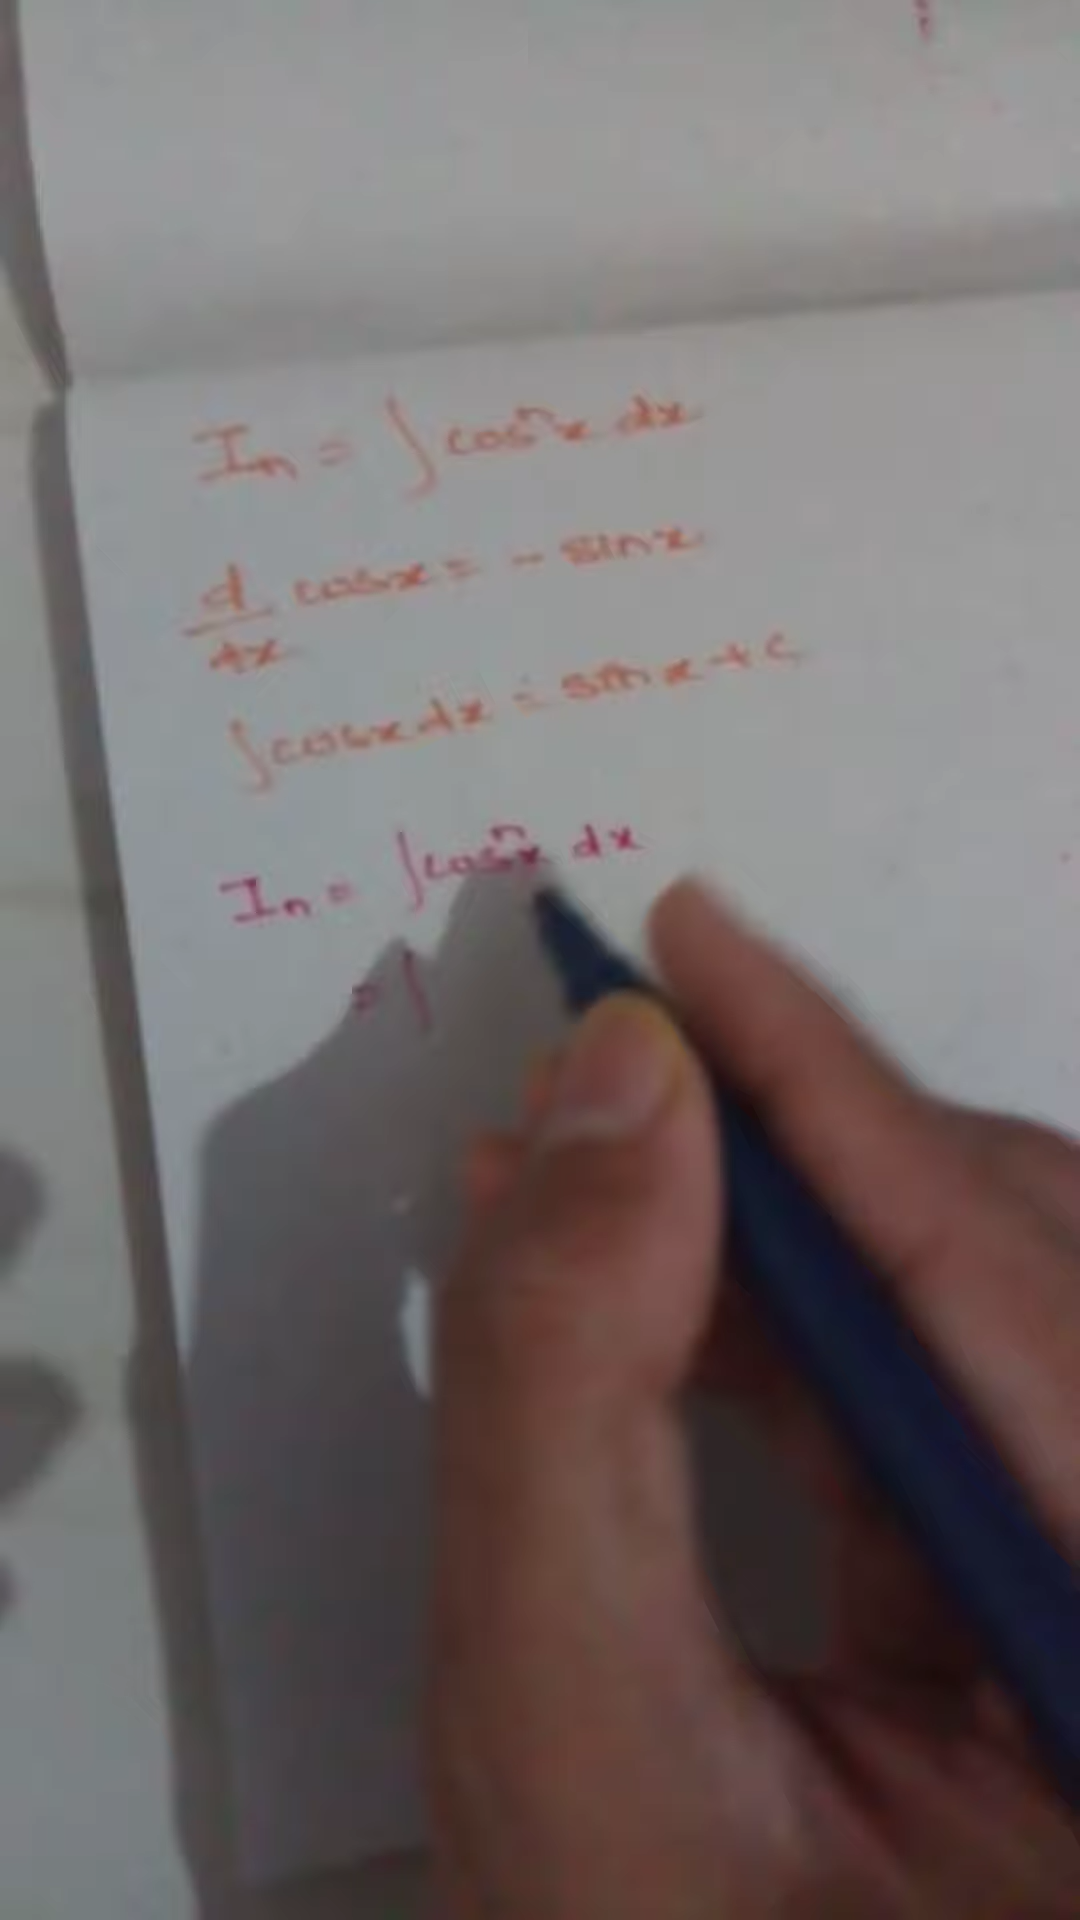 Iₙ = ∫ cosⁿx dx
d/dx cosx = - sinx
∫cosx dx = sinx + c
Iₙ = ∫cosⁿx dx
= ∫